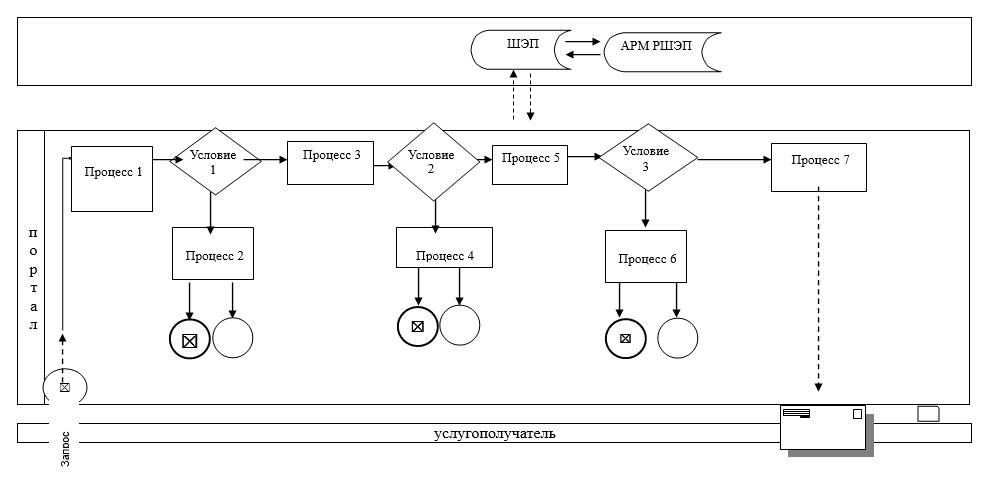 ШЭП
АРМ РШЭП
Процесс 1
Условие
1
Процесс 3
Условие
2
Процесс 5
Условие
3
Процесс 7
Процесс 2
Процесс 4
Процесс 6
портал
Запрос
услугополучатель